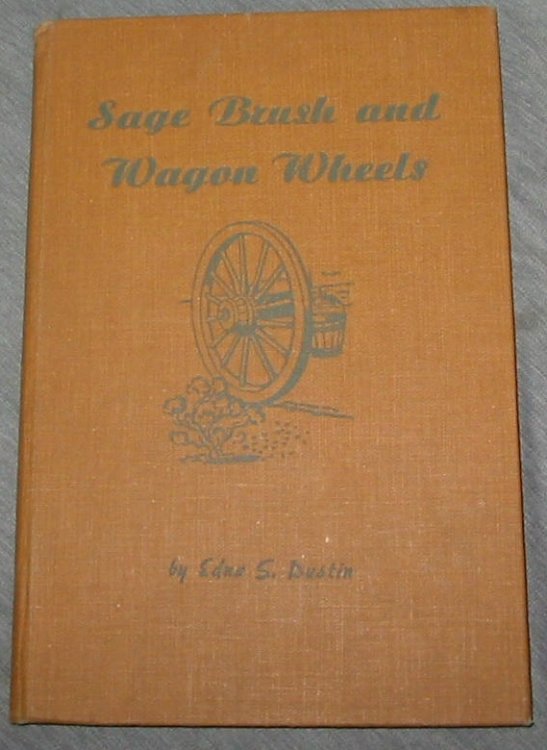 Sage Brush and
Wagon Wheels
by Edna S. Dustin